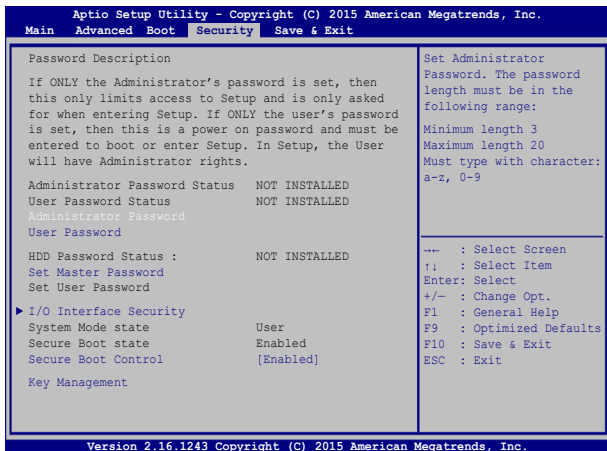 Aptio Setup Utility - Copyright (C) 2015 American Megatrends, Inc.
Main Advanced Boot Security Save & Exit
Password Description
If ONLY the Administrator's password is set, then
this only limits access to Setup and is only asked
for when entering Setup. If ONLY the user's password
is set, then this is a power on password and must be
entered to boot or enter Setup. In Setup, the User
will have Administrator rights.
Administrator Password Status NOT INSTALLED
User Password Status NOT INSTALLED
Administrator Password
User Password
HDD Password Status : NOT INSTALLED
Set Master Password
Set User Password
I/O Interface Security
System Mode state User
Secure Boot state Enabled
Secure Boot Control [Enabled]
Key Management
Set Administrator
Password. The password
length must be in the
following range:
Minimum length 3
Maximum length 20
Must type with character:
a-z, 0-9
→← : Select Screen
↑↓ : Select Item
Enter: Select
+/— : Change Opt.
F1 : General Help
F9 : Optimized Defaults
F10 : Save & Exit
ESC : Exit
Version 2.16.1243 Copyright (C) 2015 American Megatrends, Inc.